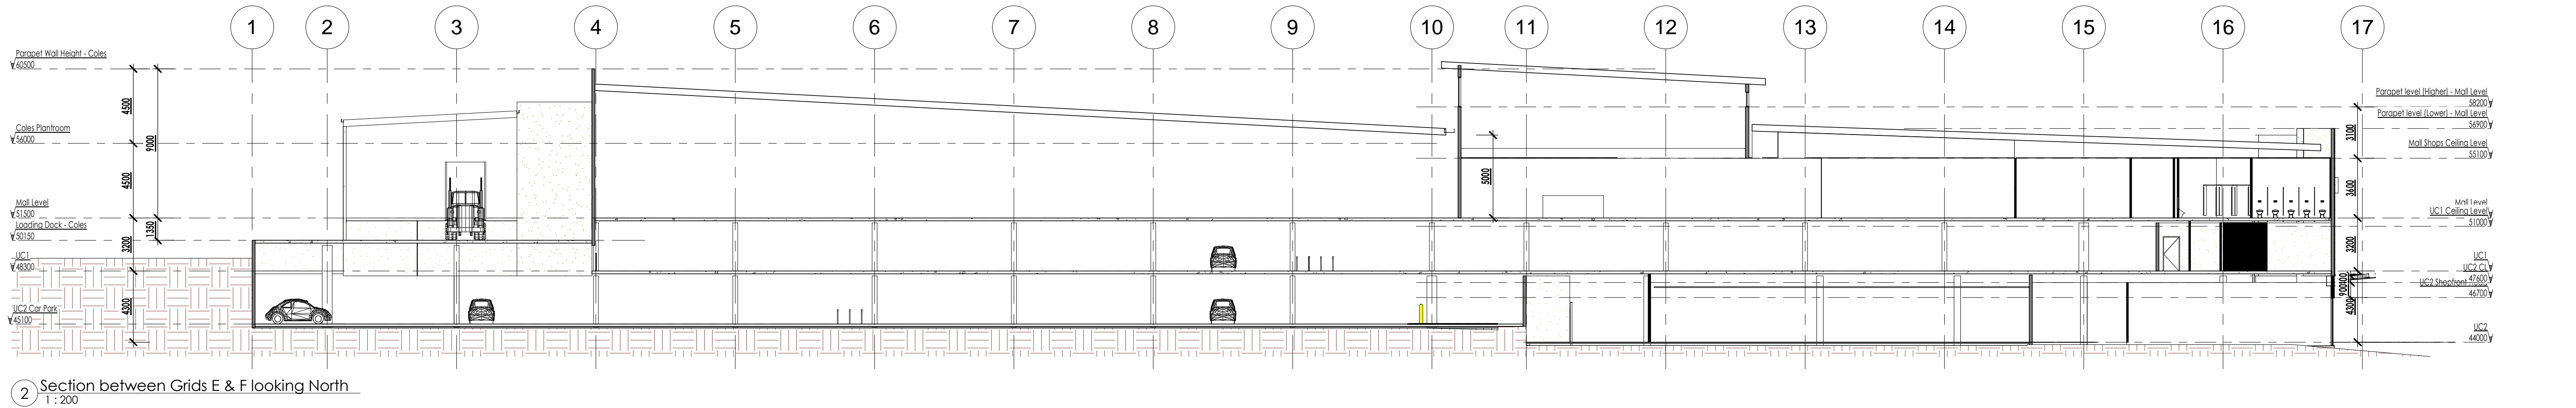 1 2 3 4 5 6 7 8 9 10 11 12 13 14 15 16 17
Parapet Wall Height - Coles
60500
Coles Plantroom
56000
Mall Level
51500
Loading Dock - Coles
50150
UC1
48300
UC2 Car Park
45100
4500
4500
3200
4300
9000
1350
5000
Parapet level (Higher) - Mall Level
58200
Parapet level (Lower) - Mall Level
56900
Mall Shops Ceiling Level
55100
Mall Level
UC1 Ceiling Level
51000
UC1
UC2 CL
47600
UC2 Shopfront
46700
UC2
44000
3100
3600
3200
900
4300
2 Section between Grids E & F looking North
1 : 200